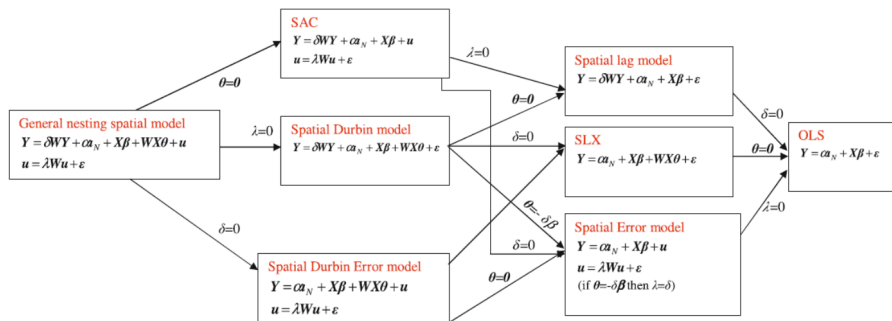 SAC
Y=δWY+αι_N+Xβ+u
u=λWu+ε
λ=0
Spatial lag model
Y=δWY+αι_N+Xβ+ε
θ=0
θ=0
δ=0
General nesting spatial model
Y=δWY+αι_N+Xβ+WXθ+u
u=λWu+ε
λ=0
Spatial Durbin model
Y=δWY+αι_N+Xβ+WXθ+ε
δ=0
SLX
Y=αι_N+Xβ+WXθ+ε
θ=0
OLS
Y=αι_N+Xβ+ε
θ=-δβ
λ=0
δ=0
δ=0
Spatial Error model
Y=αι_N+Xβ+u
u=λWu+ε
(if θ=-δβ then λ=δ)
Spatial Durbin Error model
Y=αι_N+Xβ+WXθ+u
u=λWu+ε
θ=0